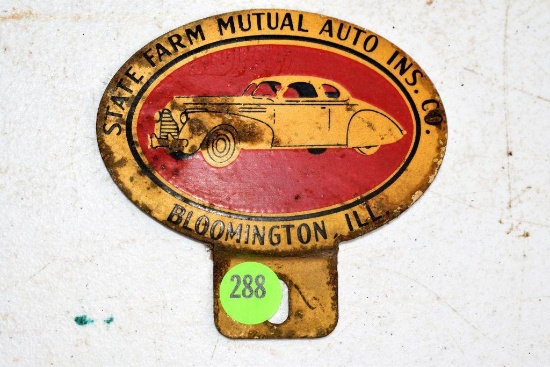 STATE FARM MUTUAL AUTO INS. CO.
BLOOMINGTON, ILL.
288